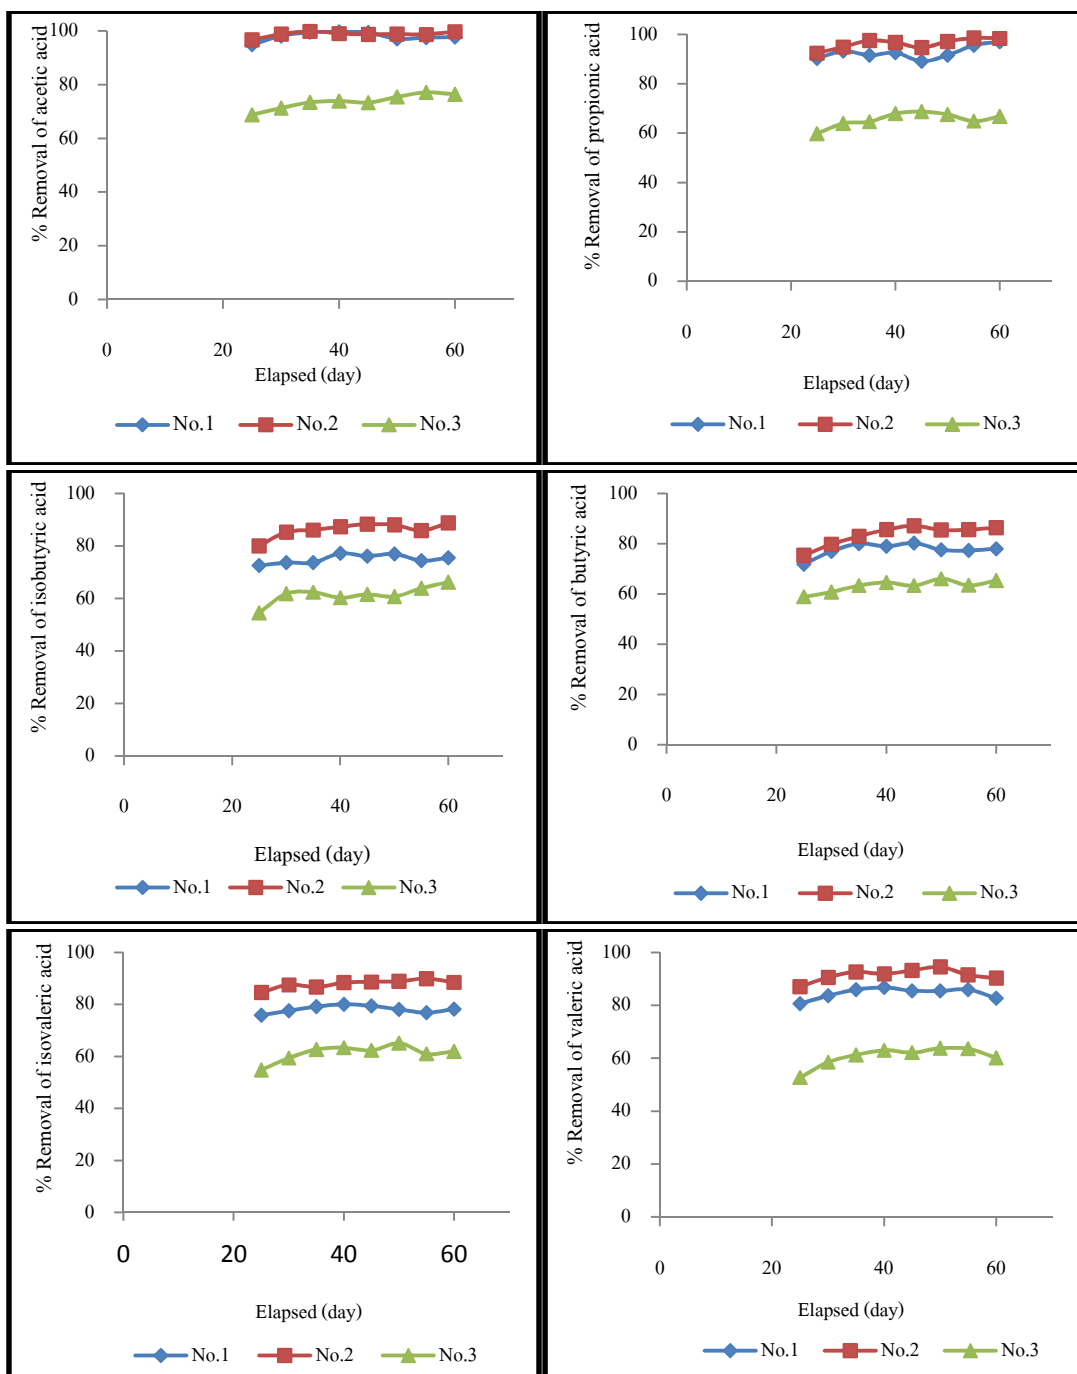 % Removal of acetic acid
100
80
60
40
20
0
0 20 40 60
Elapsed (day)
No.1 No.2 No.3
% Removal of propionic acid
100
80
60
40
20
0
0 20 40 60
Elapsed (day)
No.1 No.2 No.3
% Removal of isobutyric acid
100
80
60
40
20
0
0 20 40 60
Elapsed (day)
No.1 No.2 No.3
% Removal of butyric acid
100
80
60
40
20
0
0 20 40 60
Elapsed (day)
No.1 No.2 No.3
% Removal of isovaleric acid
100
80
60
40
20
0
0 20 40 60
Elapsed (day)
No.1 No.2 No.3
% Removal of valeric acid
100
80
60
40
20
0
0 20 40 60
Elapsed (day)
No.1 No.2 No.3